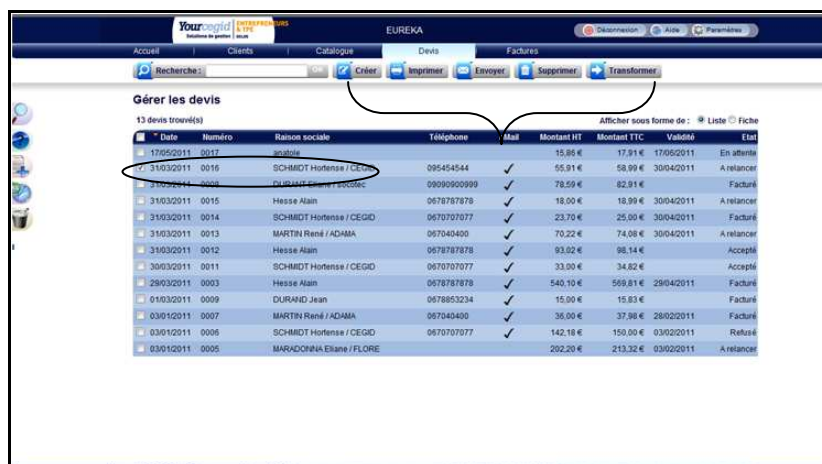 Yourcegid ENTREPRENEURS & TPE
Solutions de gestion
EUREKA
Déconnexion Aide Paramètres
Accueil Clients Catalogue Devis Factures
Recherche : Créer Imprimer Envoyer Supprimer Transformer
Gérer les devis
13 devis trouvé(s) Afficher sous forme de : Liste Fiche
Date Numéro Raison sociale Téléphone Mail Montant HT Montant TTC Validité Etat
17/05/2011 0017 anatole 15,86 € 17,91 € 17/06/2011 En attente
31/03/2011 0016 SCHMIDT Hortense / CEGID 095454544 ✓ 55,91 € 58,99 € 30/04/2011 A relancer
31/03/2011 0008 DURANT Eliane / Socotec 09090900999 ✓ 78,59 € 82,91 € Facturé
31/03/2011 0015 Hesse Alain 0678787878 ✓ 18,00 € 18,99 € 30/04/2011 A relancer
31/03/2011 0014 SCHMIDT Hortense / CEGID 0670707077 ✓ 23,70 € 25,00 € 30/04/2011 Facturé
31/03/2011 0013 MARTIN René / ADAMA 067040400 ✓ 70,22 € 74,08 € 30/04/2011 A relancer
31/03/2011 0012 Hesse Alain 0678787878 ✓ 93,02 € 98,14 € Accepté
30/03/2011 0011 SCHMIDT Hortense / CEGID 0670707077 ✓ 33,00 € 34,82 € Accepté
29/03/2011 0003 Hesse Alain 0678787878 ✓ 540,10 € 569,81 € 29/04/2011 Facturé
01/03/2011 0009 DURAND Jean 0678853234 ✓ 15,00 € 15,83 € Facturé
03/01/2011 0007 MARTIN René / ADAMA 067040400 ✓ 36,00 € 37,98 € 28/02/2011 Facturé
03/01/2011 0006 SCHMIDT Hortense / CEGID 0670707077 ✓ 142,18 € 150,00 € 03/02/2011 Refusé
03/01/2011 0005 MARADONNA Eliane / FLORE 202,20 € 213,32 € 03/02/2011 A relancer